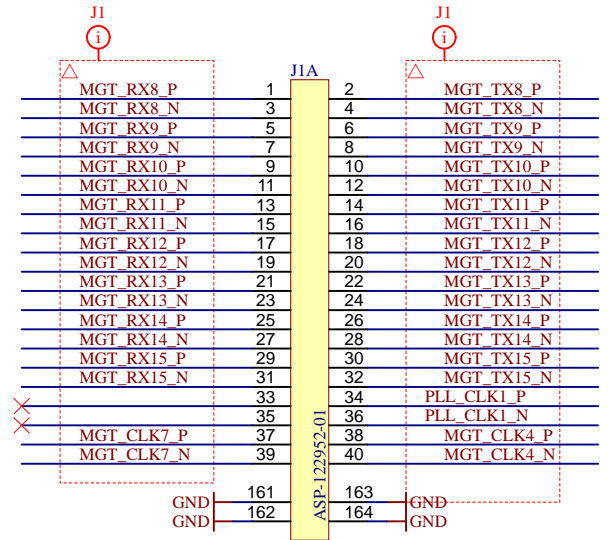 J1 J1
i i
J1A
MGT_RX8_P 1 2 MGT_TX8_P
MGT_RX8_N 3 4 MGT_TX8_N
MGT_RX9_P 5 6 MGT_TX9_P
MGT_RX9_N 7 8 MGT_TX9_N
MGT_RX10_P 9 10 MGT_TX10_P
MGT_RX10_N 11 12 MGT_TX10_N
MGT_RX11_P 13 14 MGT_TX11_P
MGT_RX11_N 15 16 MGT_TX11_N
MGT_RX12_P 17 18 MGT_TX12_P
MGT_RX12_N 19 20 MGT_TX12_N
MGT_RX13_P 21 22 MGT_TX13_P
MGT_RX13_N 23 24 MGT_TX13_N
MGT_RX14_P 25 26 MGT_TX14_P
MGT_RX14_N 27 28 MGT_TX14_N
MGT_RX15_P 29 30 MGT_TX15_P
MGT_RX15_N 31 32 MGT_TX15_N
33 34 PLL_CLK1_P
35 36 PLL_CLK1_N
MGT_CLK7_P 37 38 MGT_CLK4_P
MGT_CLK7_N 39 40 MGT_CLK4_N
GND 161 163 GND
GND 162 164 GND
ASP-122952-01